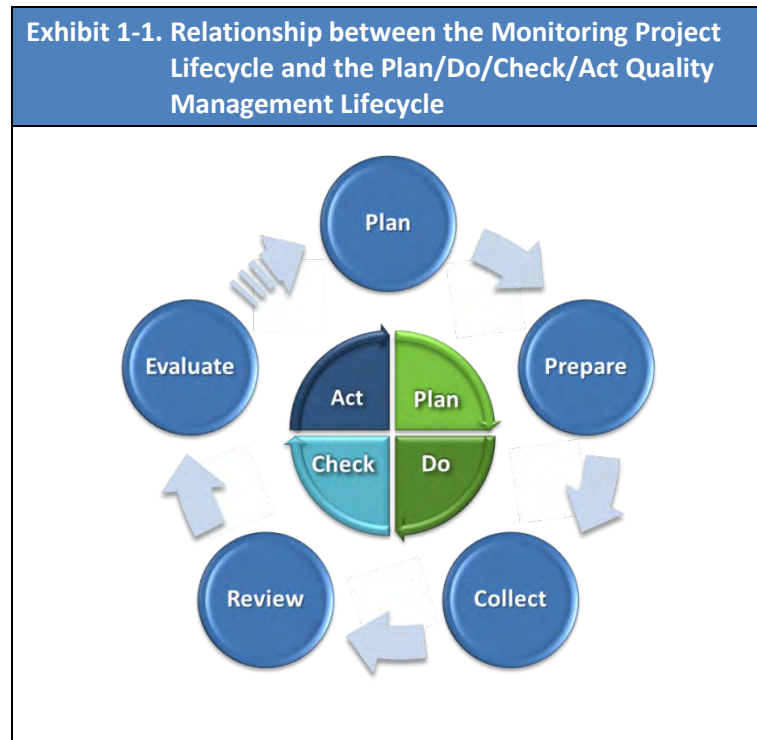 Exhibit 1-1. Relationship between the Monitoring Project
Lifecycle and the Plan/Do/Check/Act Quality
Management Lifecycle
Plan
Evaluate
Prepare
Act
Plan
Check
Do
Review
Collect